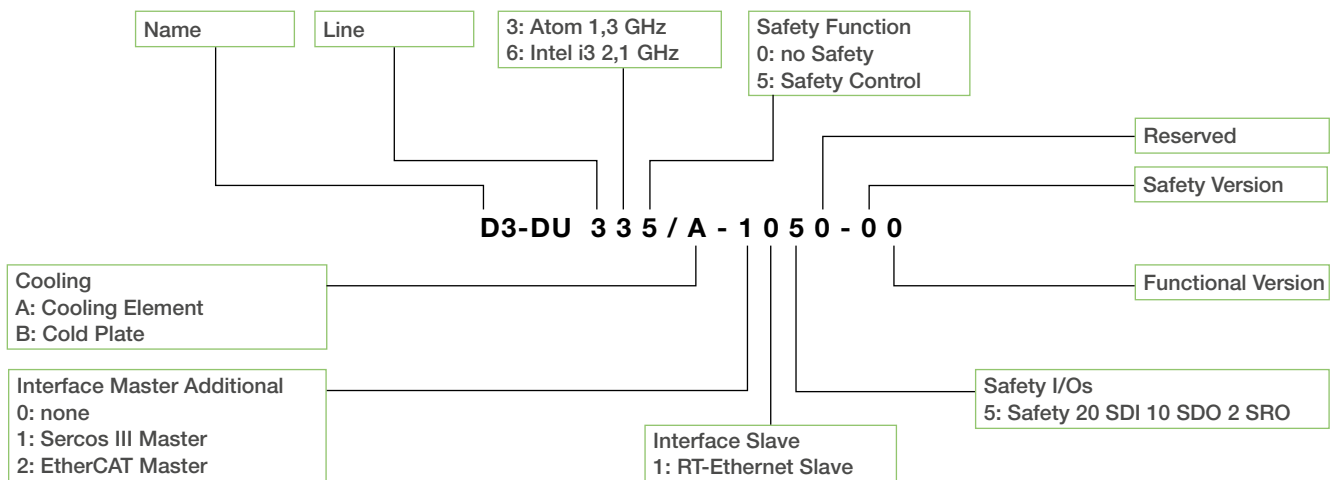 Name
Line
3: Atom 1,3 GHz
6: Intel i3 2,1 GHz
Safety Function
0: no Safety
5: Safety Control
Reserved
Safety Version
D3-DU 3 3 5 / A - 1 0 5 0 - 0 0
Cooling
A: Cooling Element
B: Cold Plate
Functional Version
Interface Master Additional
0: none
1: Sercos III Master
2: EtherCAT Master
Interface Slave
1: RT-Ethernet Slave
Safety I/Os
5: Safety 20 SDI 10 SDO 2 SRO